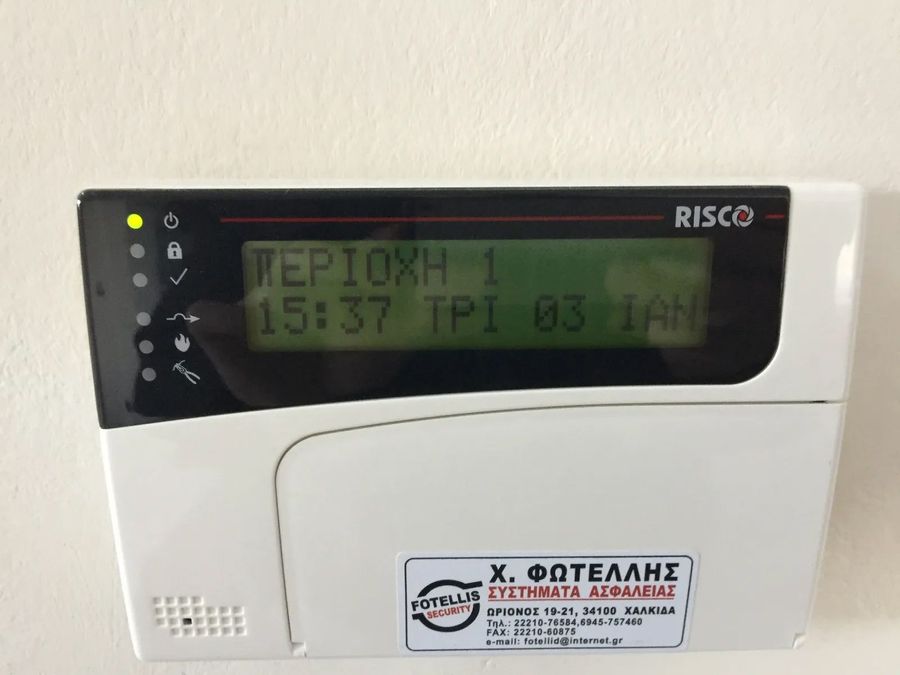 RISCO
ΠΕΡΙΟΧΗ 1
15:37 ΤΡΙ 03 ΙΑΝ
Χ. ΦΩΤΕΛΛΗΣ
ΣΥΣΤΗΜΑΤΑ ΑΣΦΑΛΕΙΑΣ
FOTELLIS
SECURITY
ΩΡΙΟΝΟΣ 19-21, 34100 ΧΑΛΚΙΔΑ
Τηλ.: 22210-76584,6945-757460
FAX: 22210-60875
e-mail: fotellid@internet.gr